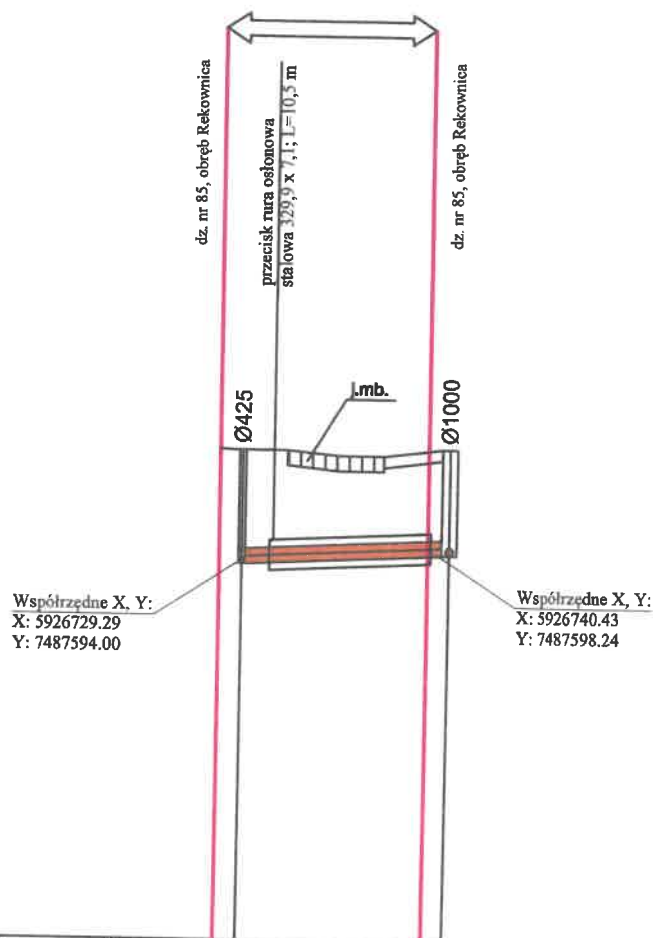 dz. nr 85, obręb Rekownica
przecisk rura osłonowa
stalowa 329,9 x 7,1; L=10,5 m
dz. nr 85, obręb Rekownica
Ø425
j.mb.
Ø1000
Współrzędne X, Y:
X: 5926729.29
Y: 7487594.00
Współrzędne X, Y:
X: 5926740.43
Y: 7487598.24